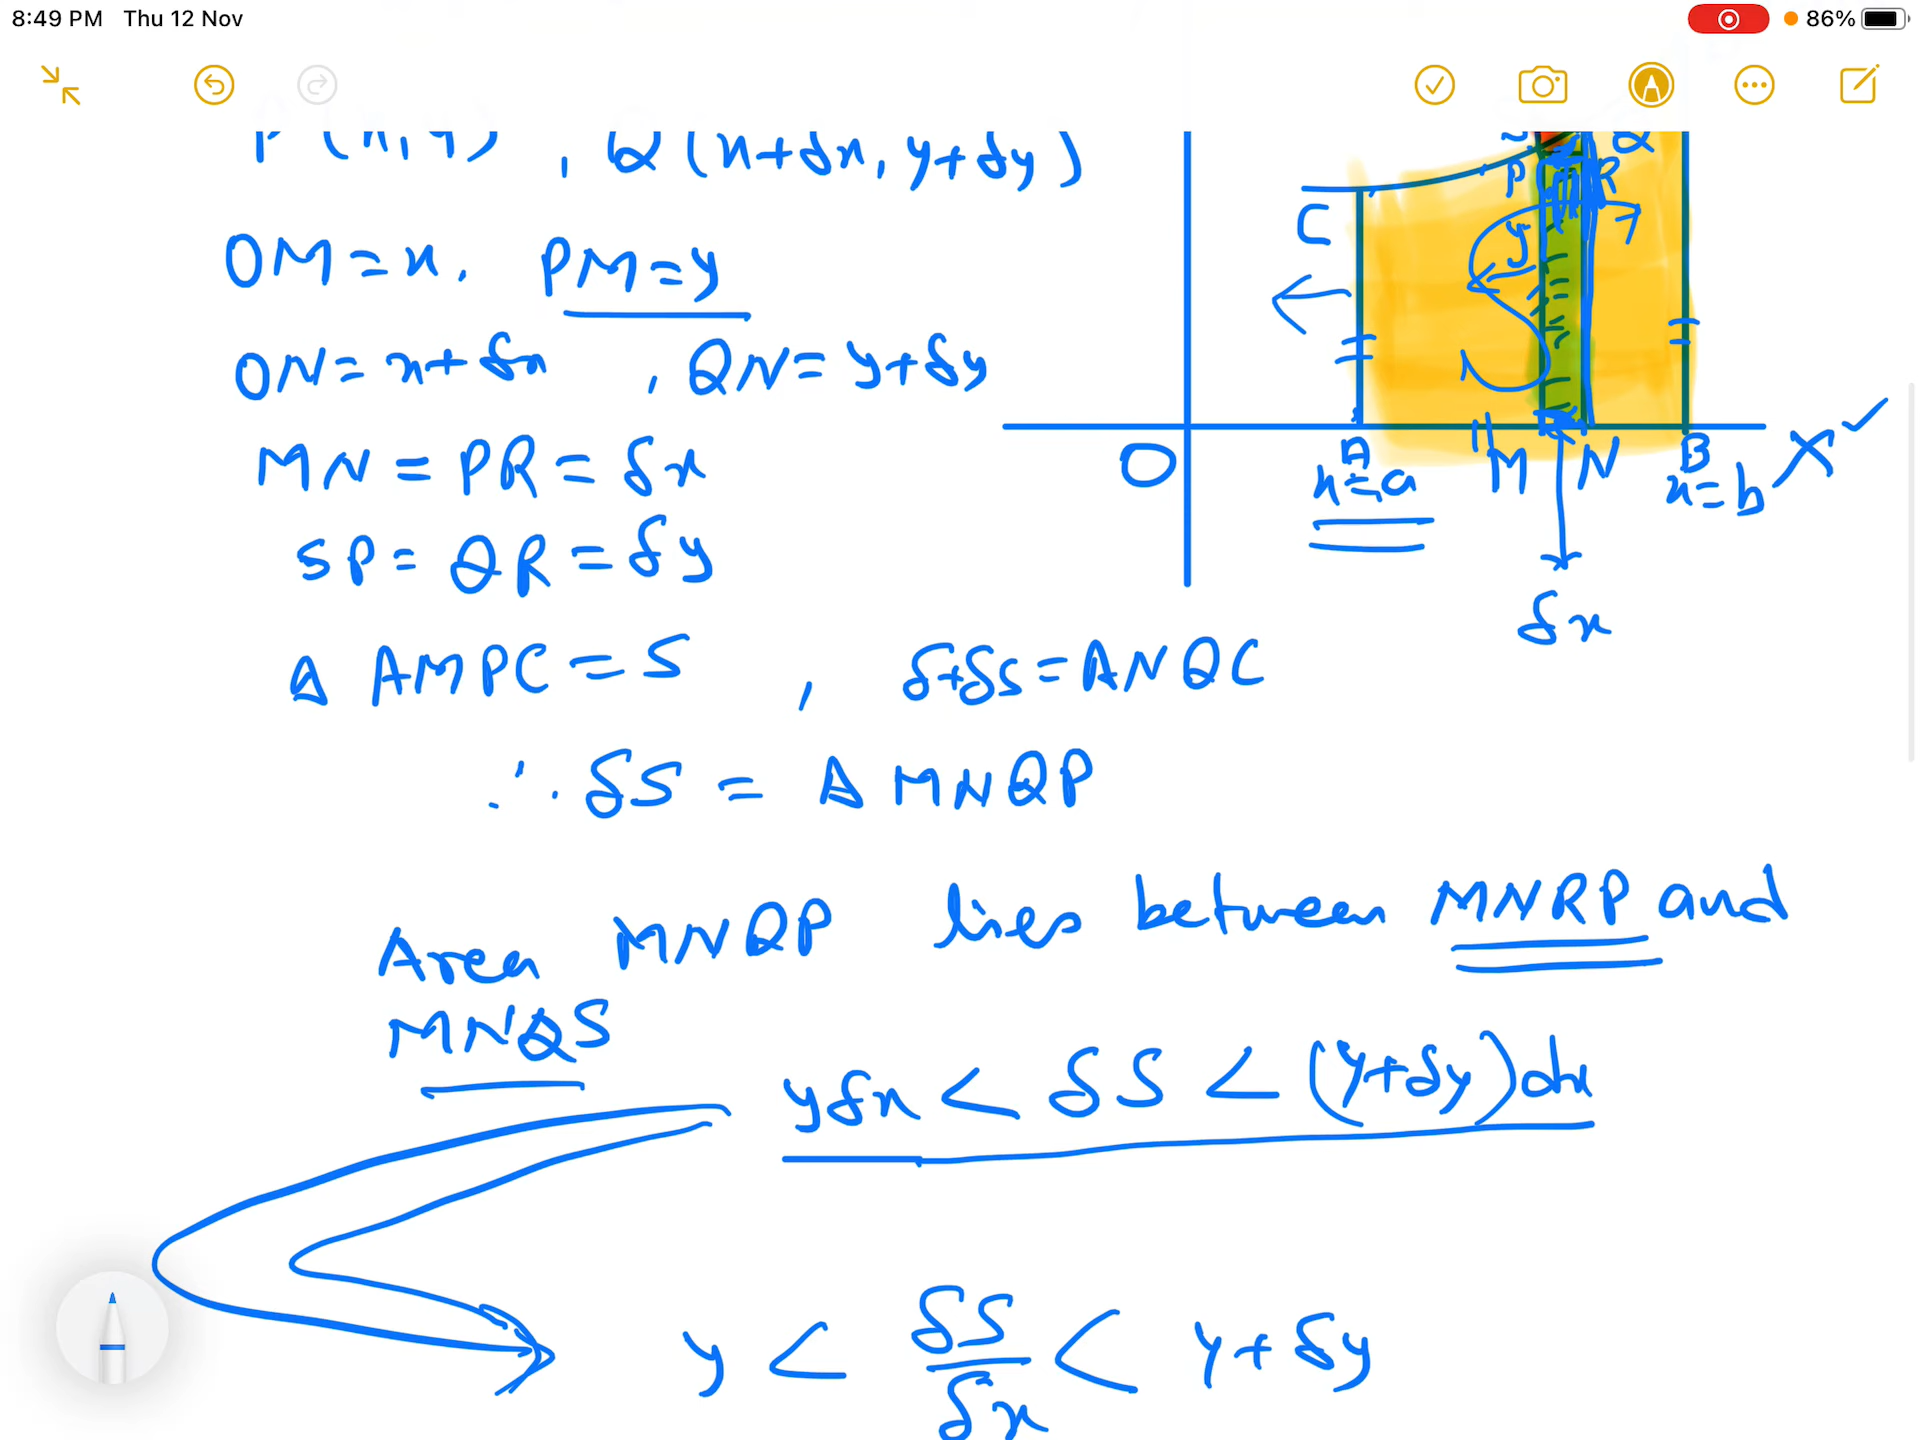 8:49 PM Thu 12 Nov
86%
P (x, y) , Q (x+δx, y+δy)
OM = x. PM = y
ON = x+δx , QN = y+δy
MN = PR = δx
SP = QR = δy
Δ AMPC = S , S+δS = ANQC
∴ δS = Δ MNQP
Area MNQP lies between MNRP and
MNQS
yδx < δS < (y+δy)dx
y < δS/δx < y+δy
Q
P R
C
y
O A M N B X
x=a x=b
δx